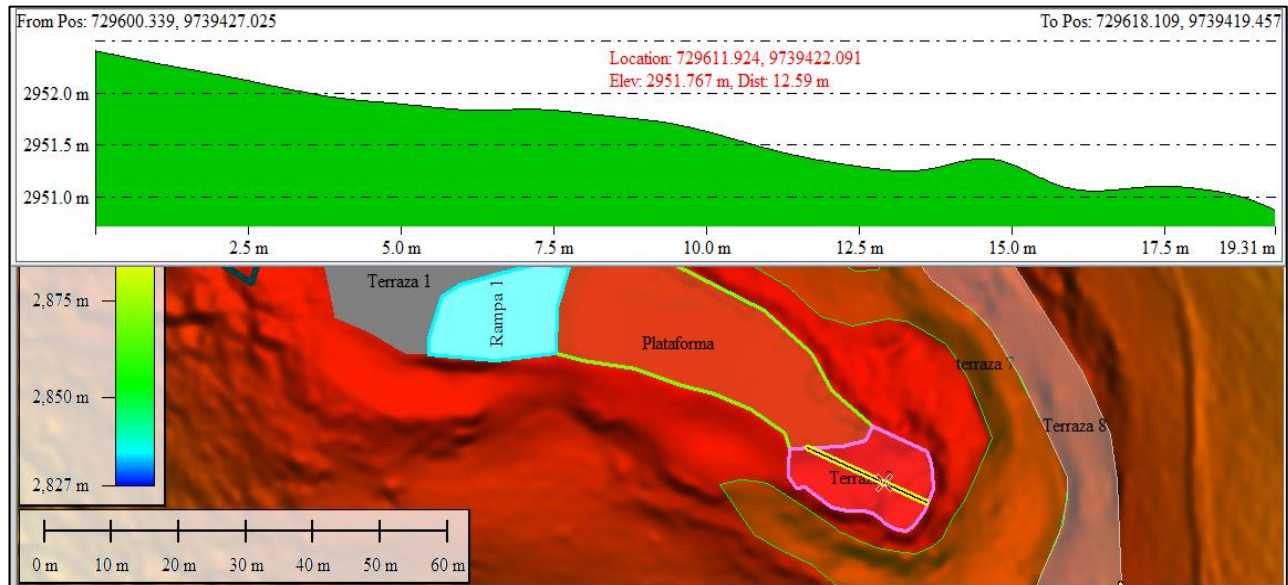 From Pos: 729600.339, 9739427.025
To Pos: 729618.109, 9739419.457
Location: 729611.924, 9739422.091
Elev: 2951.767 m, Dist: 12.59 m
2952.0 m
2951.5 m
2951.0 m
2.5 m
5.0 m
7.5 m
10.0 m
12.5 m
15.0 m
17.5 m
19.31 m
Terraza 1
Rampa 1
Plataforma
terraza 7
Terraza 8
2,875 m
2,850 m
2,827 m
0 m
10 m
20 m
30 m
40 m
50 m
60 m